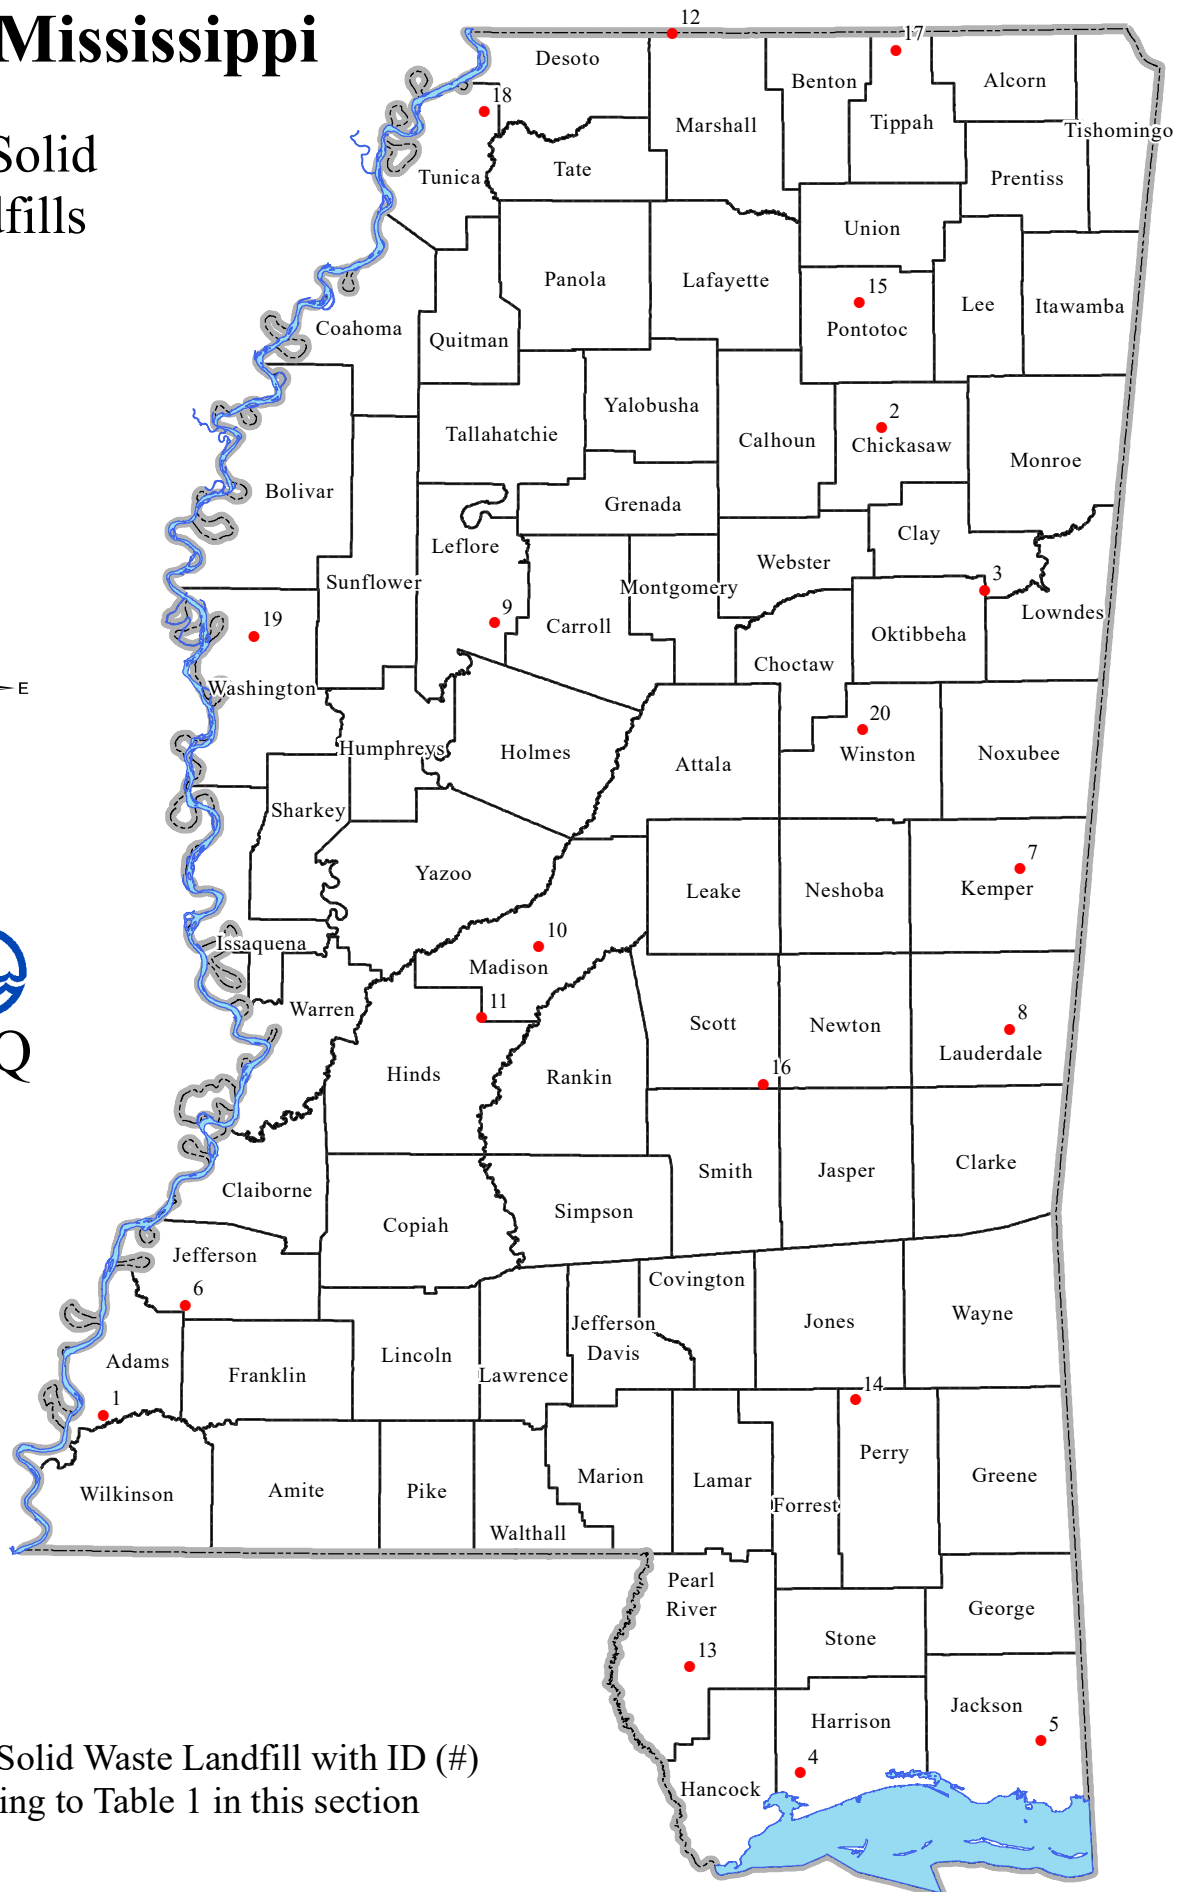 Mississippi
Solid
lfills
12
17
Desoto
Benton
Alcorn
18
Marshall
Tippah
Tishomingo
Tate
Tunica
Prentiss
Union
Panola
Lafayette
15
Lee
Itawamba
Coahoma
Quitman
Pontotoc
Yalobusha
2
Tallahatchie
Calhoun
Chickasaw
Monroe
Bolivar
Grenada
Clay
Leflore
Webster
Sunflower
Montgomery
3
19
9
Carroll
Lowndes
Oktibbeha
Choctaw
E
Washington
20
Humphreys
Holmes
Attala
Winston
Noxubee
Sharkey
Yazoo
7
Leake
Neshoba
Kemper
10
Issaquena
Madison
11
Warren
Scott
Newton
8
Lauderdale
Q
Hinds
Rankin
16
Smith
Jasper
Clarke
Claiborne
Copiah
Simpson
Jefferson
6
Covington
Jefferson
Davis
Jones
Wayne
Adams
Franklin
Lincoln
Lawrence
1
14
Perry
Wilkinson
Amite
Pike
Marion
Lamar
Greene
Forrest
Walthall
Pearl
River
George
Stone
13
Jackson
Harrison
5
4
Hancock
Solid Waste Landfill with ID (#)
ing to Table 1 in this section